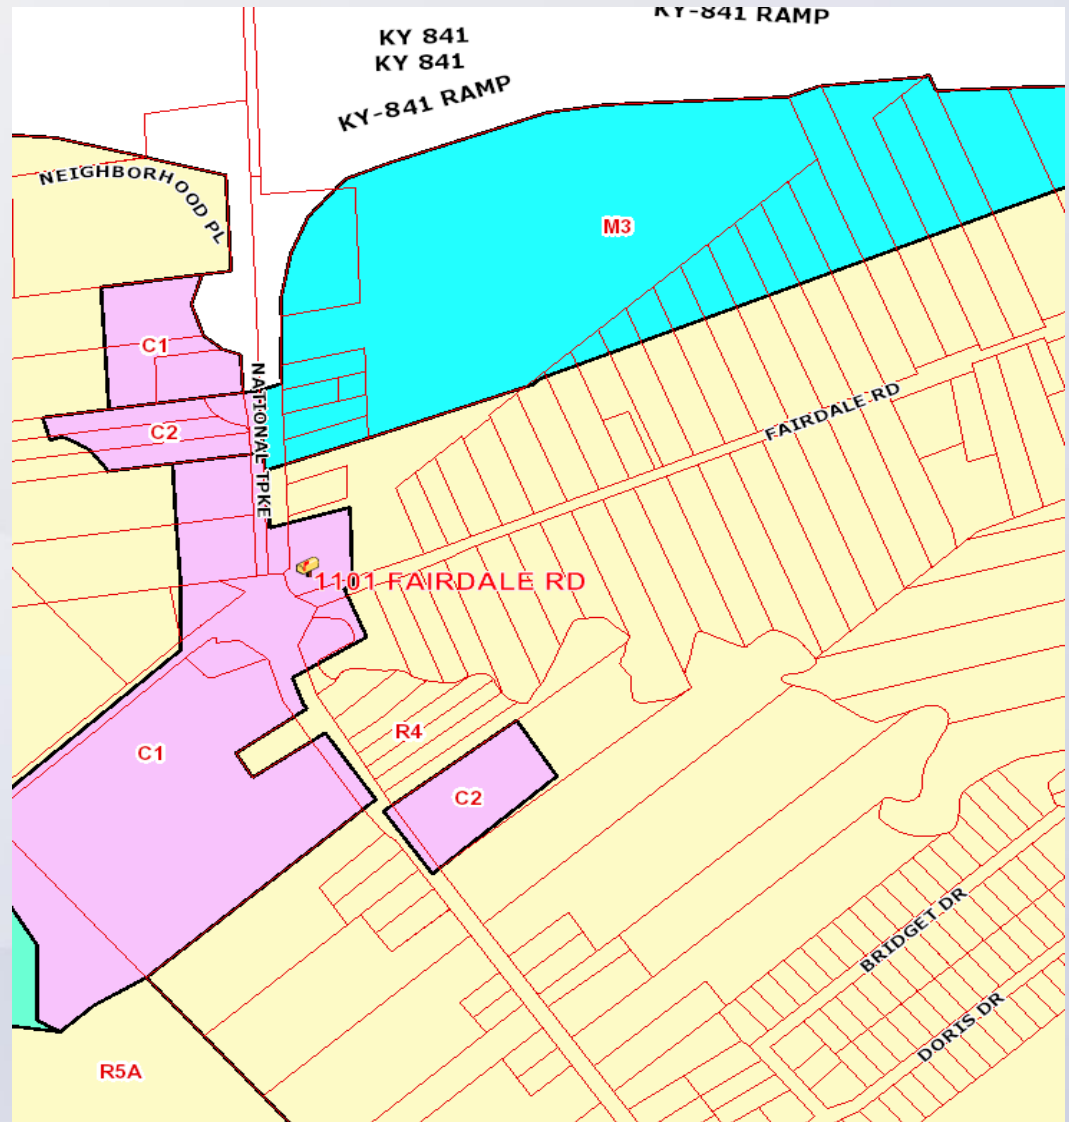 KY-841 RAMP
KY 841
KY 841
KY-841 RAMP
NEIGHBORHOOD PL
M3
C1
NATIONAL TPKE
C2
FAIRDALE RD
1101 FAIRDALE RD
R4
C1
C2
BRIDGET DR
DORIS DR
R5A